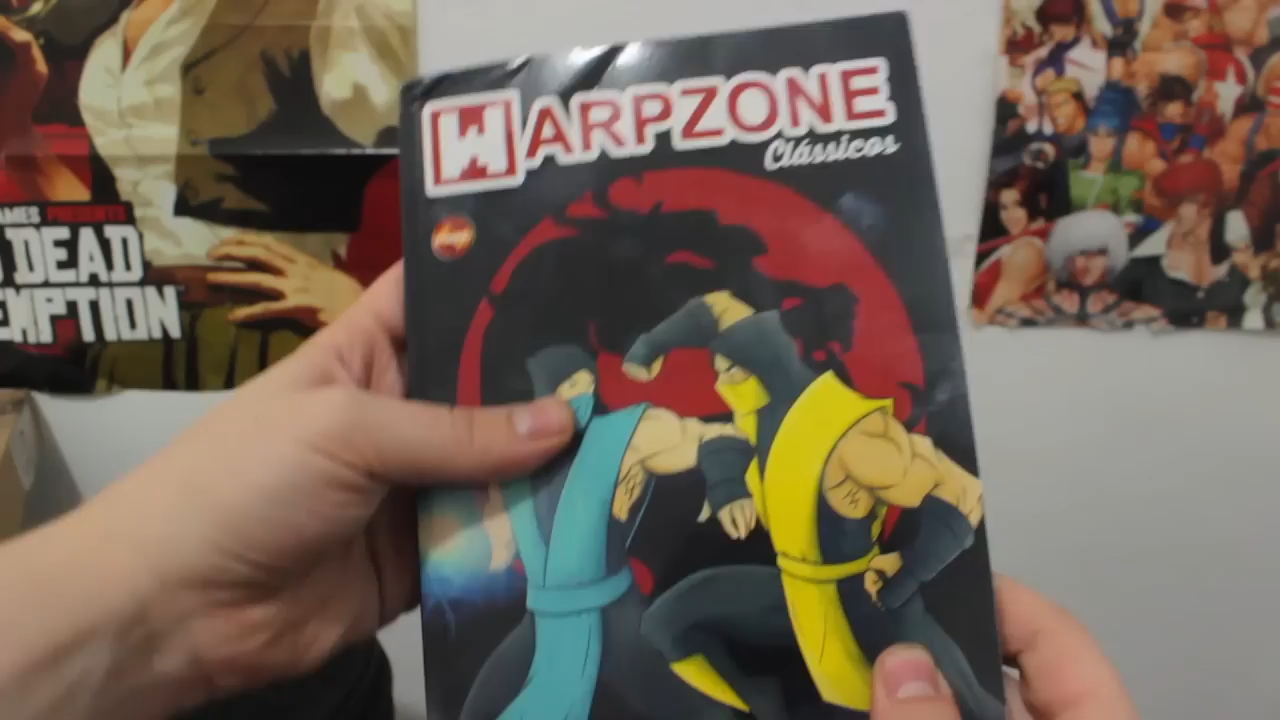 WARPZONE
Clássicos
AMES PRESENTS
DEAD
EMPTION